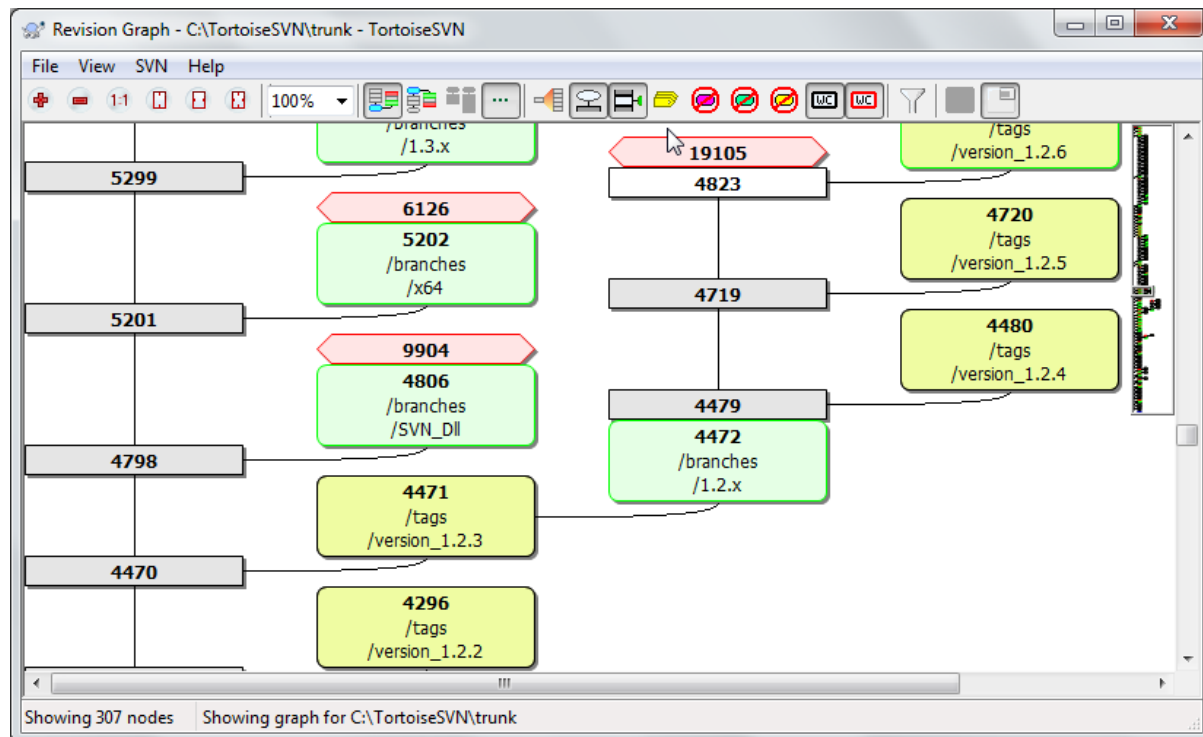 Revision Graph - C:\TortoiseSVN\trunk - TortoiseSVN
File View SVN Help
1:1 100% ... WC WC
/branches
/1.3.x
5299
6126
5202
/branches
/x64
5201
9904
4806
/branches
/SVN_Dll
4798
4471
/tags
/version_1.2.3
4470
4296
/tags
/version_1.2.2
19105
4823
4719
4479
4472
/branches
/1.2.x
/tags
/version_1.2.6
4720
/tags
/version_1.2.5
4480
/tags
/version_1.2.4
Showing 307 nodes Showing graph for C:\TortoiseSVN\trunk